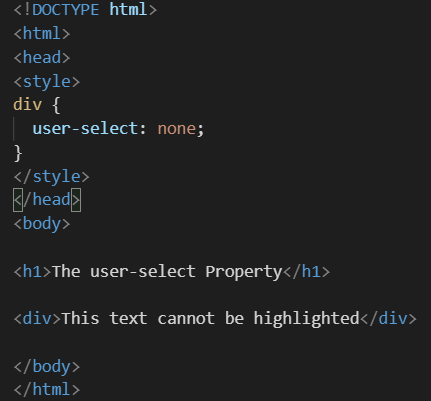 <!DOCTYPE html>
<html>
<head>
<style>
div {
  user-select: none;
}
</style>
</head>
<body>

<h1>The user-select Property</h1>

<div>This text cannot be highlighted</div>

</body>
</html>